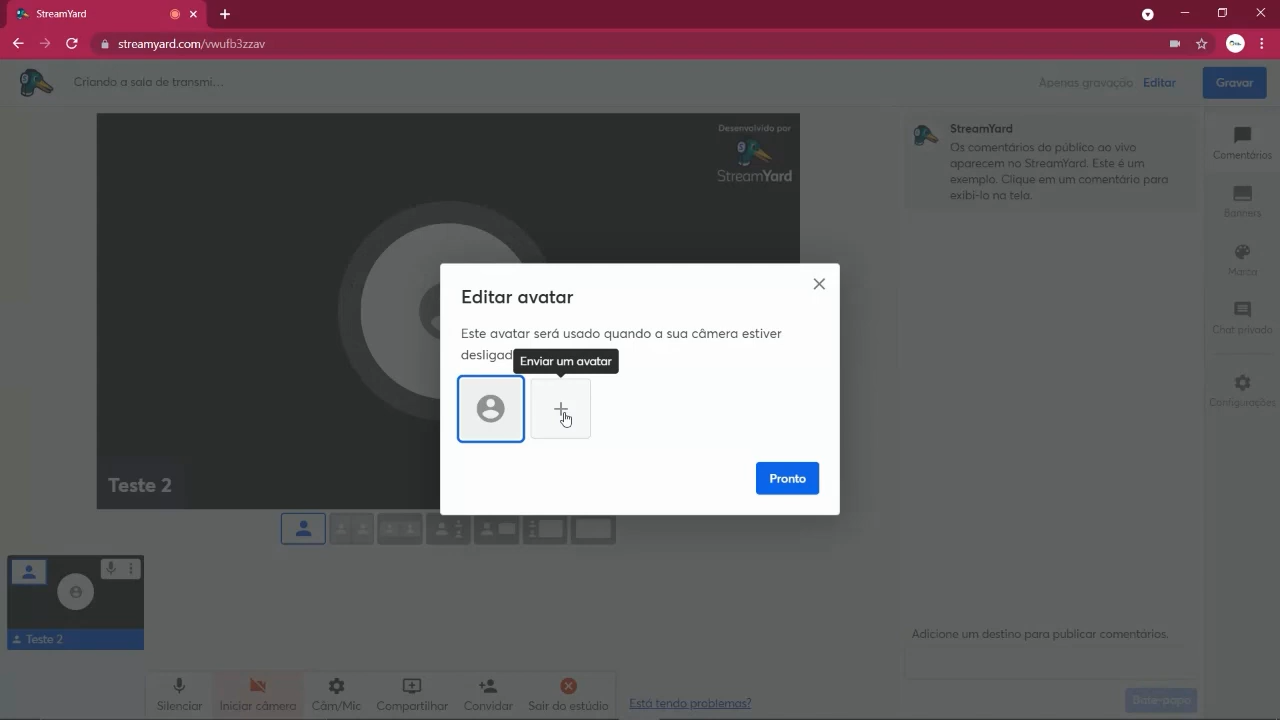 StreamYard
streamyard.com/vwufb3zzav
Criando a sala de transmi...
Apenas gravação Editar Gravar
Desenvolvido por
StreamYard
StreamYard
Os comentários do público ao vivo
aparecem no StreamYard. Este é um
exemplo. Clique em um comentário para
exibi-lo na tela.
Comentários
Banners
Marca
Chat privado
Configurações
Editar avatar
Este avatar será usado quando a sua câmera estiver
desligad
Enviar um avatar
Pronto
Teste 2
Teste 2
Adicione um destino para publicar comentários.
Bate-papo
Silenciar
Iniciar câmera
Câm/Mic
Compartilhar
Convidar
Sair do estúdio
Está tendo problemas?